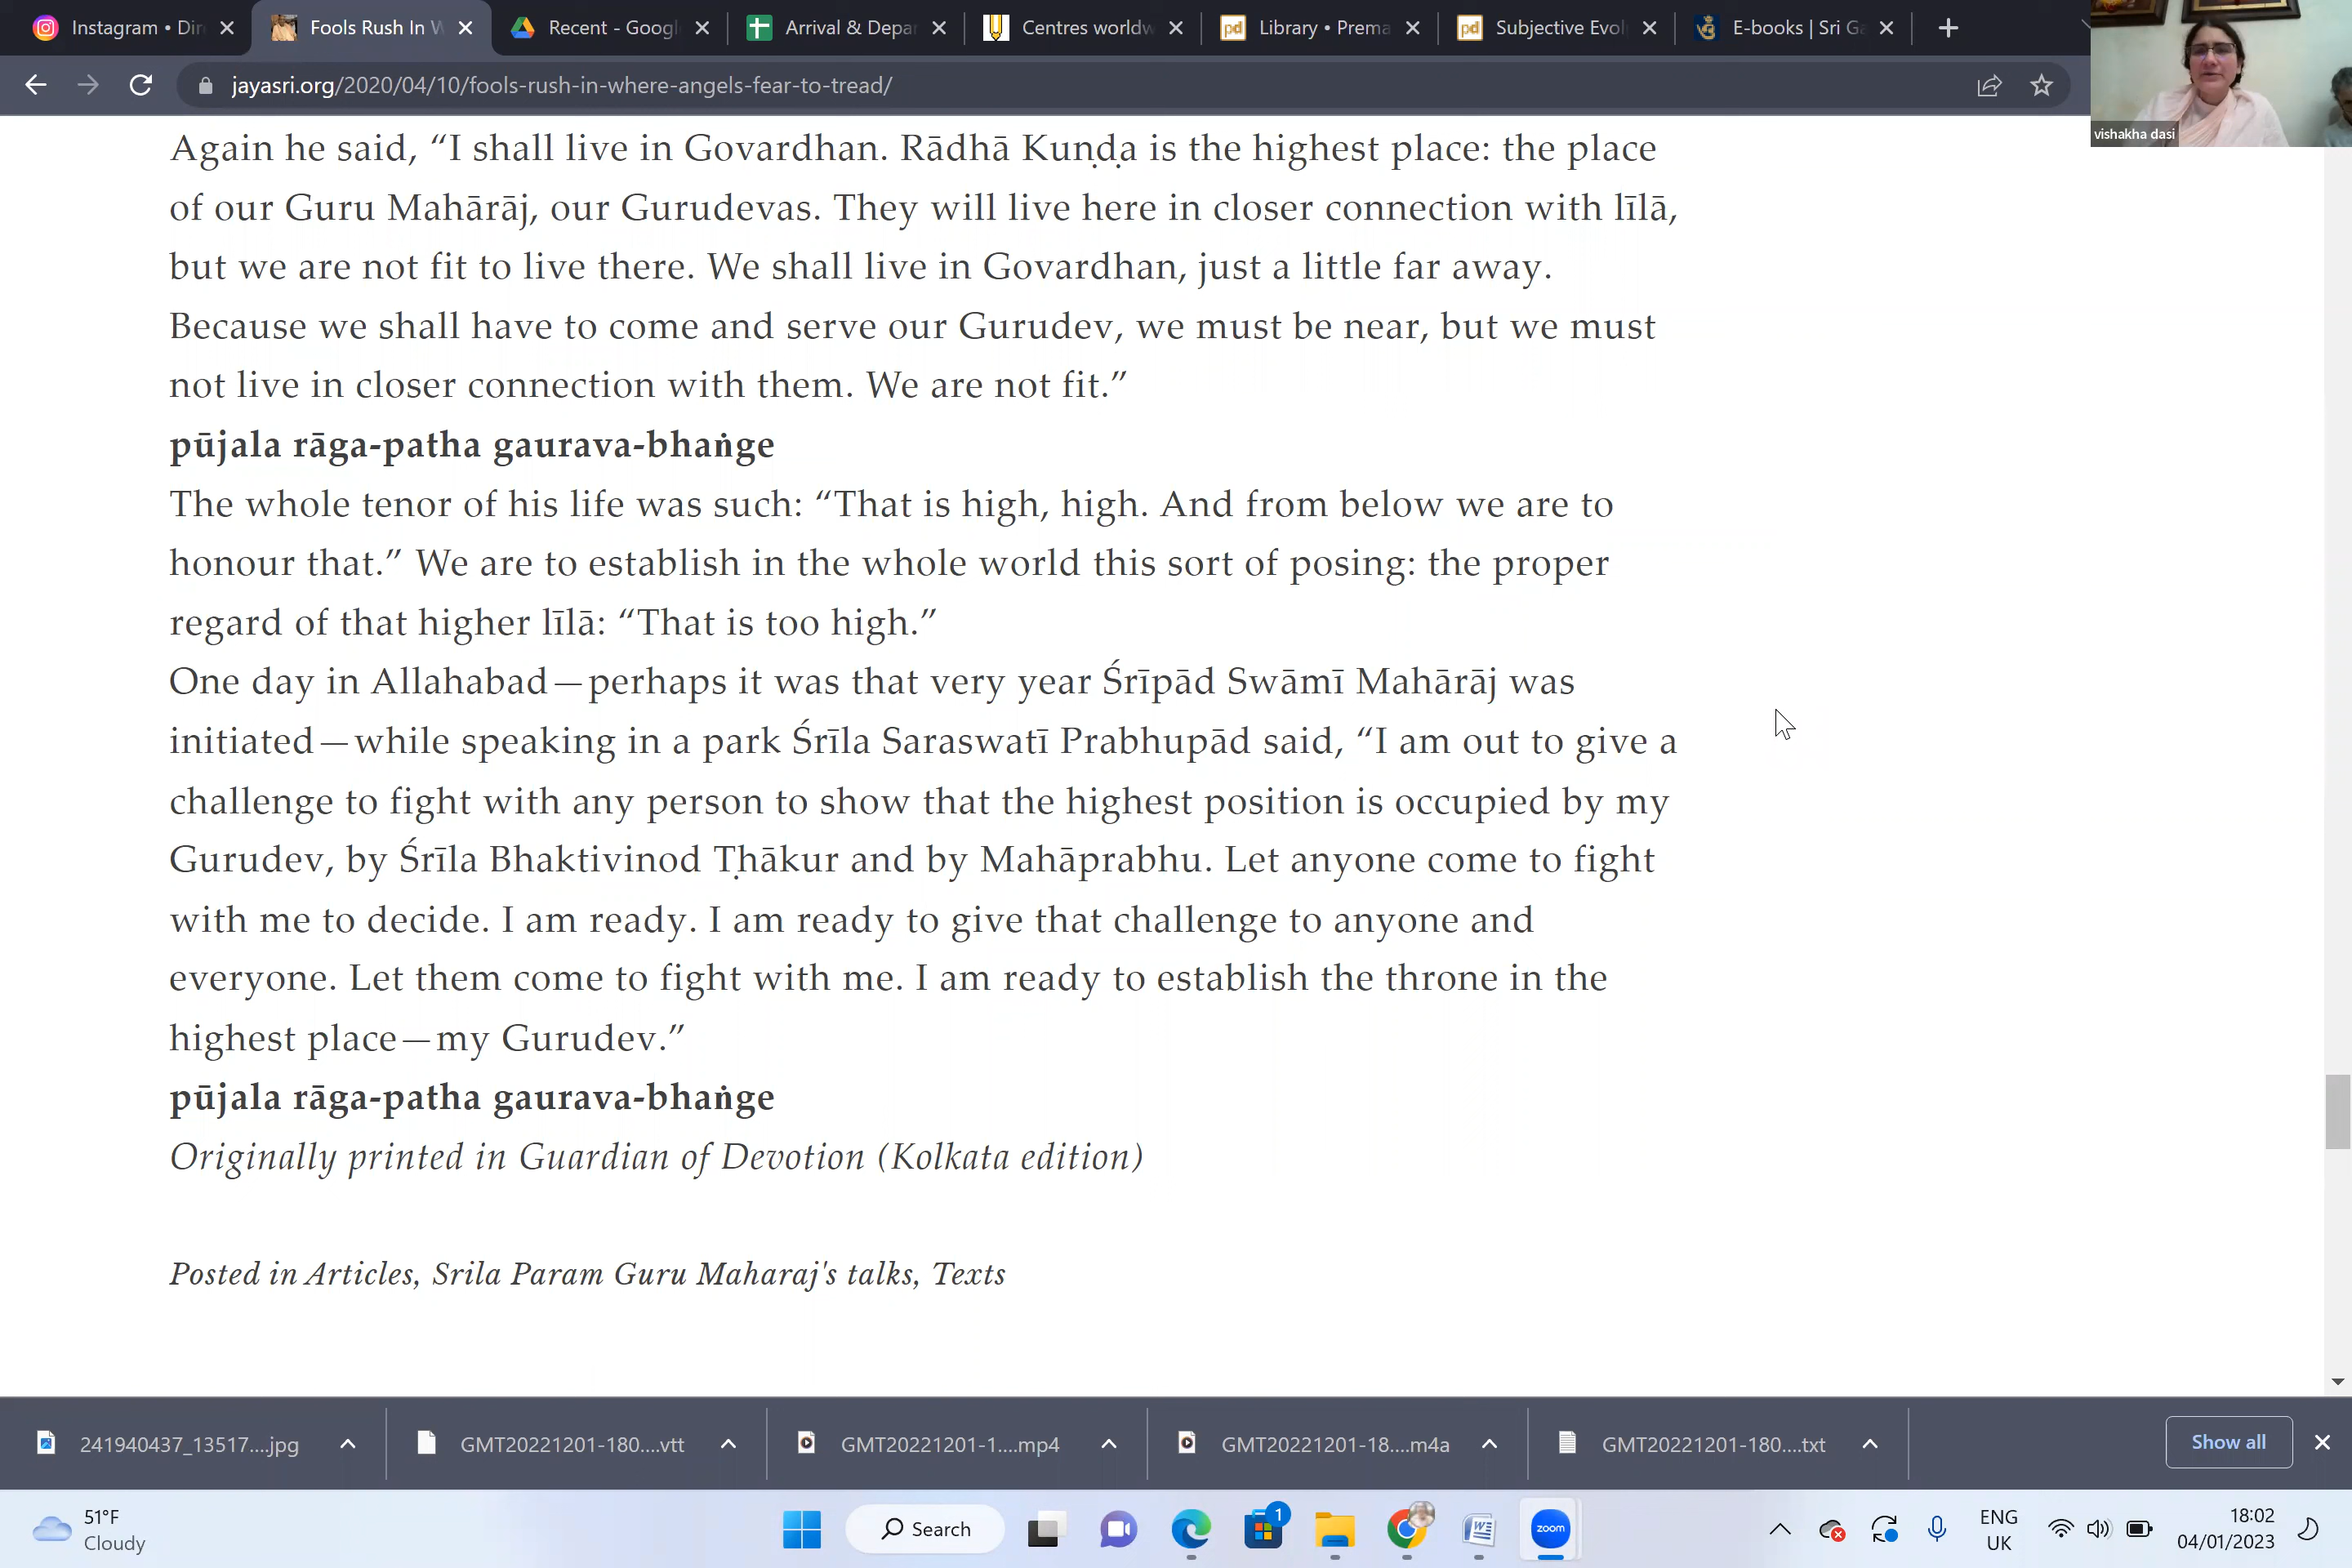 Instagram • Dir
Fools Rush In W
Recent - Googl
Arrival & Depar
Centres worldw
Library • Prema
Subjective Evol
E-books | Sri Ga
jayasri.org/2020/04/10/fools-rush-in-where-angels-fear-to-tread/
vishakha dasi
Again he said, “I shall live in Govardhan. Rādhā Kuṇḍa is the highest place: the place
of our Guru Mahārāj, our Gurudevas. They will live here in closer connection with līlā,
but we are not fit to live there. We shall live in Govardhan, just a little far away.
Because we shall have to come and serve our Gurudev, we must be near, but we must
not live in closer connection with them. We are not fit.”
pūjala rāga-patha gaurava-bhaṅge
The whole tenor of his life was such: “That is high, high. And from below we are to
honour that.” We are to establish in the whole world this sort of posing: the proper
regard of that higher līlā: “That is too high.”
One day in Allahabad—perhaps it was that very year Śrīpād Swāmī Mahārāj was
initiated—while speaking in a park Śrīla Saraswatī Prabhupād said, “I am out to give a
challenge to fight with any person to show that the highest position is occupied by my
Gurudev, by Śrīla Bhaktivinod Ṭhākur and by Mahāprabhu. Let anyone come to fight
with me to decide. I am ready. I am ready to give that challenge to anyone and
everyone. Let them come to fight with me. I am ready to establish the throne in the
highest place—my Gurudev.”
pūjala rāga-patha gaurava-bhaṅge
Originally printed in Guardian of Devotion (Kolkata edition)
Posted in Articles, Srila Param Guru Maharaj's talks, Texts
241940437_13517....jpg
GMT20221201-180....vtt
GMT20221201-1....mp4
GMT20221201-18....m4a
GMT20221201-180....txt
Show all
51°F
Cloudy
Search
1
zoom
ENG
UK
18:02
04/01/2023